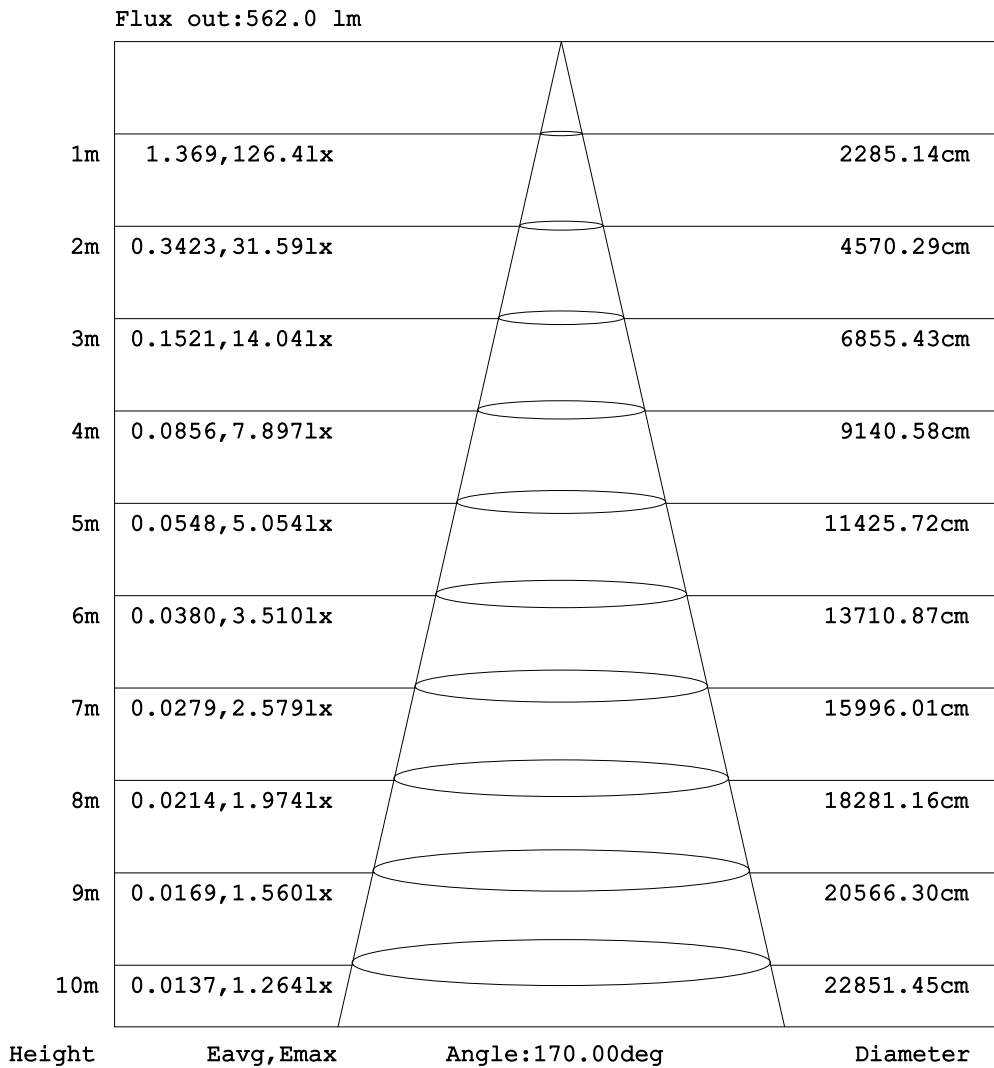 Flux out:562.0 lm
1m 1.369,126.4lx 2285.14cm
2m 0.3423,31.59lx 4570.29cm
3m 0.1521,14.04lx 6855.43cm
4m 0.0856,7.897lx 9140.58cm
5m 0.0548,5.054lx 11425.72cm
6m 0.0380,3.510lx 13710.87cm
7m 0.0279,2.579lx 15996.01cm
8m 0.0214,1.974lx 18281.16cm
9m 0.0169,1.560lx 20566.30cm
10m 0.0137,1.264lx 22851.45cm
Height Eavg,Emax Angle:170.00deg Diameter